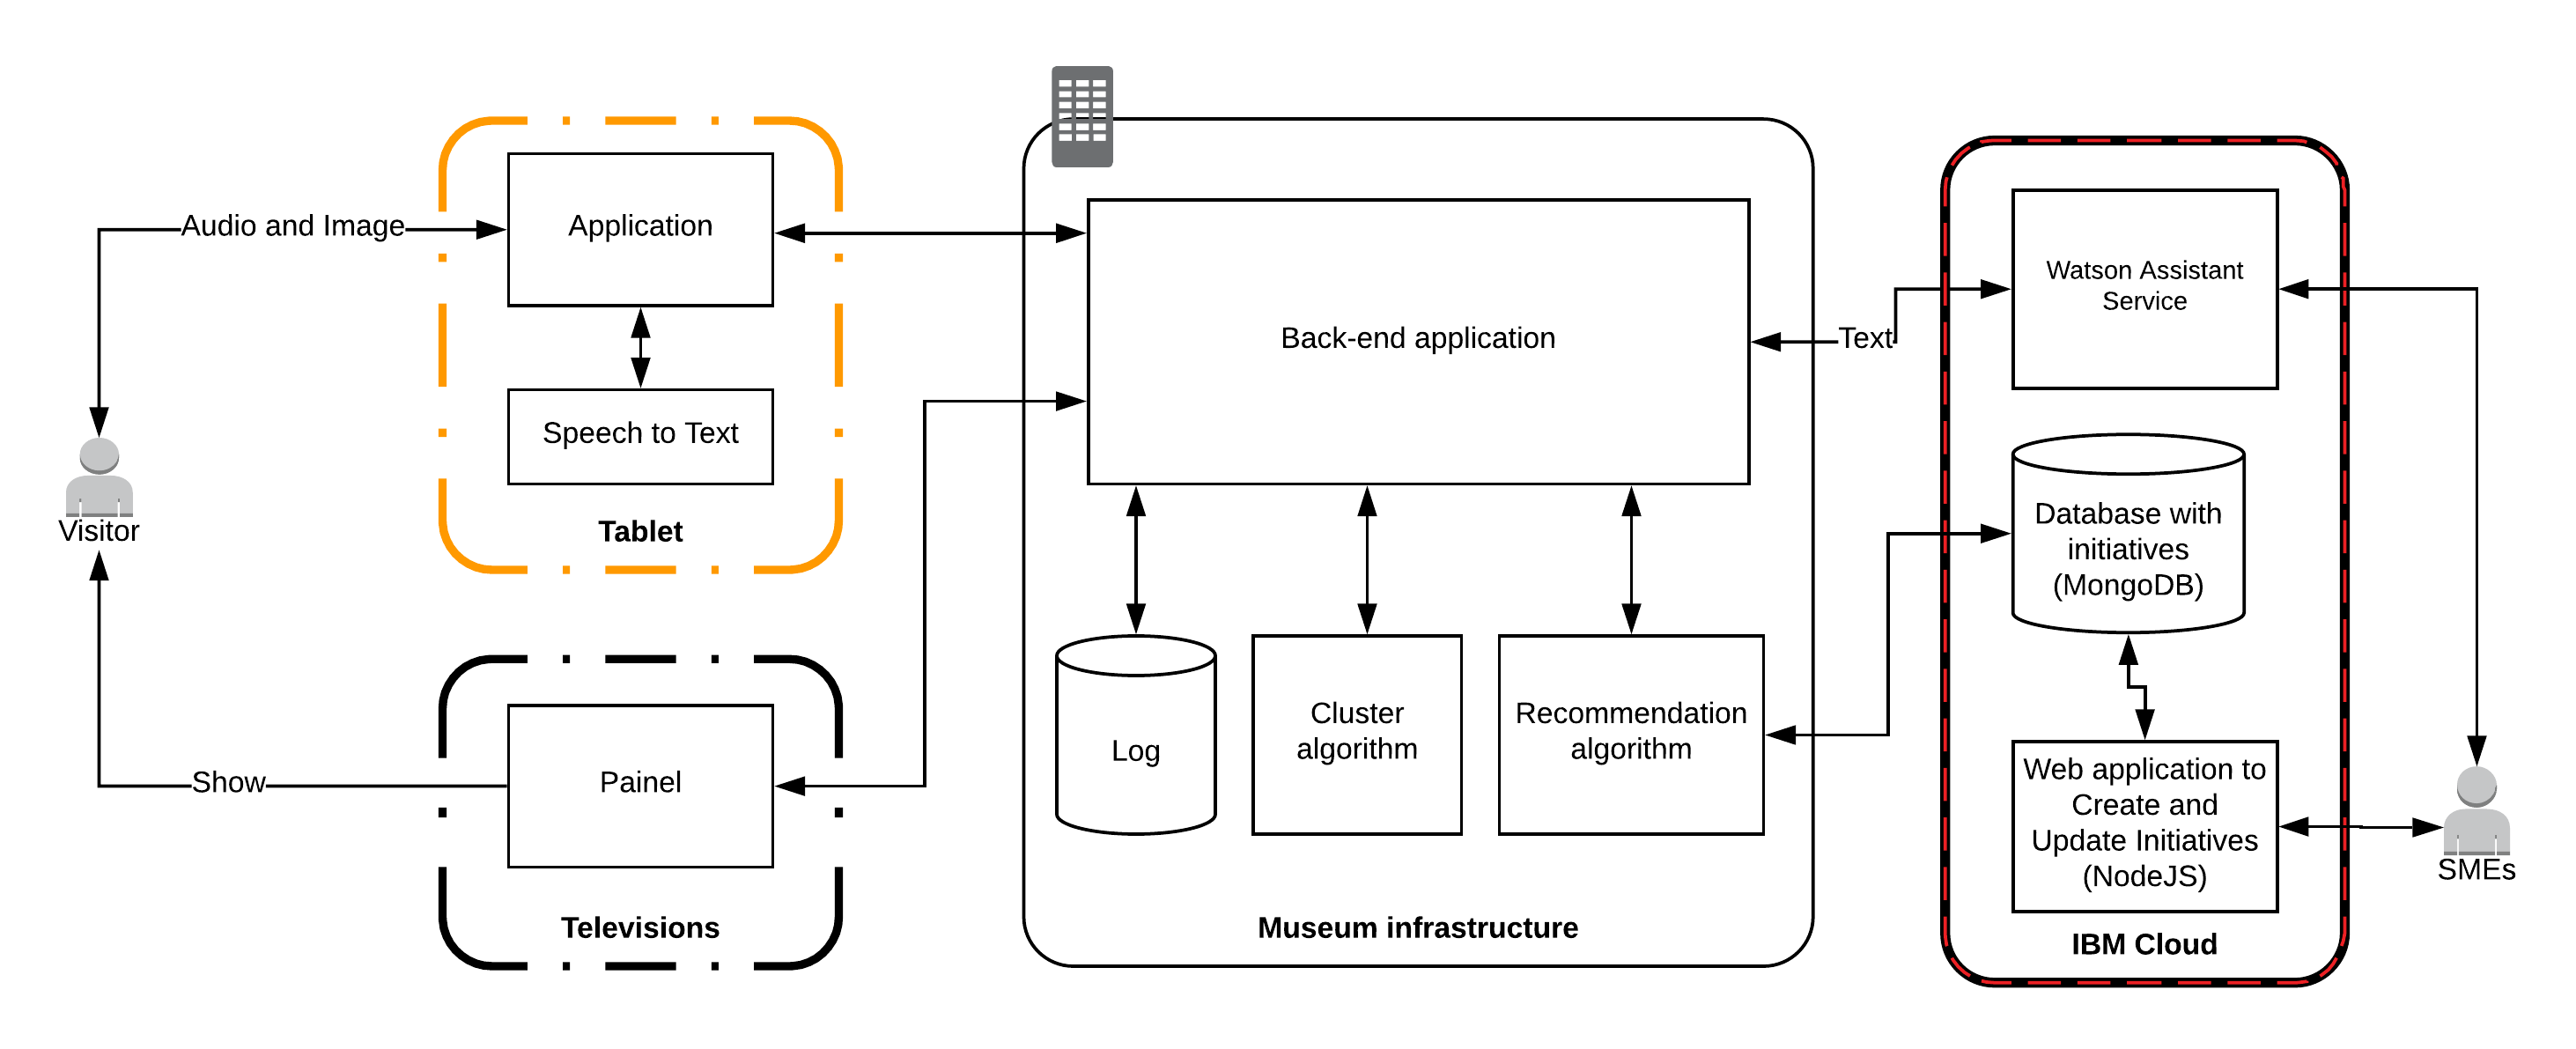 Audio and Image
Application
Speech to Text
Tablet
Visitor
Show
Painel
Televisions
Back-end application
Log
Cluster
algorithm
Recommendation
algorithm
Museum infrastructure
Text
Watson Assistant
Service
Database with
initiatives
(MongoDB)
Web application to
Create and
Update Initiatives
(NodeJS)
IBM Cloud
SMEs